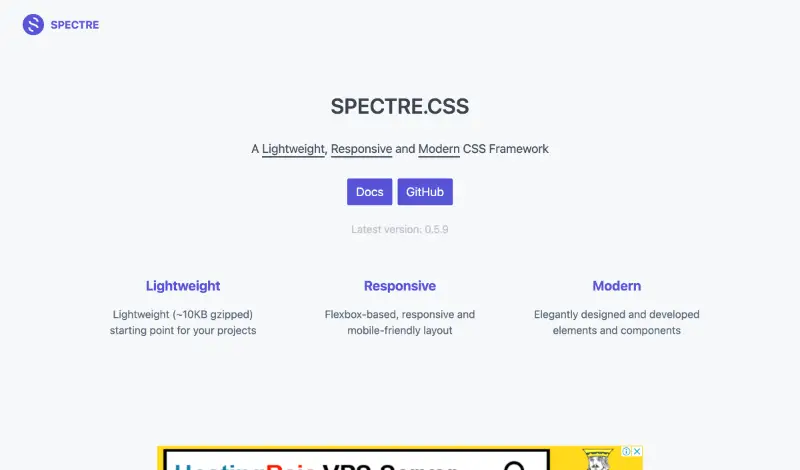 SPECTRE
SPECTRE.CSS
A Lightweight, Responsive and Modern CSS Framework
Docs GitHub
Latest version: 0.5.9
Lightweight Responsive Modern
Lightweight (~10KB gzipped) Flexbox-based, responsive and Elegantly designed and developed
starting point for your projects mobile-friendly layout elements and components
HostingRaja VPS Server